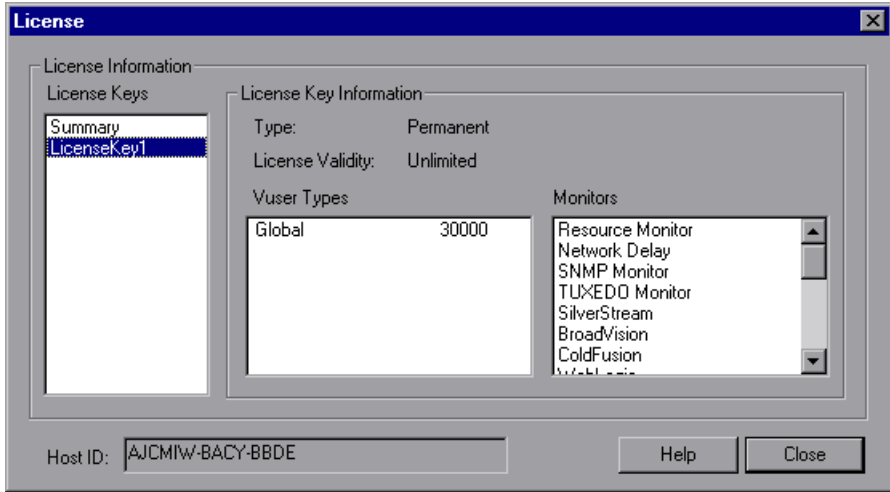 License
License Information
License Keys
Summary
LicenseKey1
License Key Information
Type: Permanent
License Validity: Unlimited
Vuser Types
Global 30000
Monitors
Resource Monitor
Network Delay
SNMP Monitor
TUXEDO Monitor
SilverStream
BroadVision
ColdFusion
Host ID: AJCMIW-BACY-BBDE
Help
Close